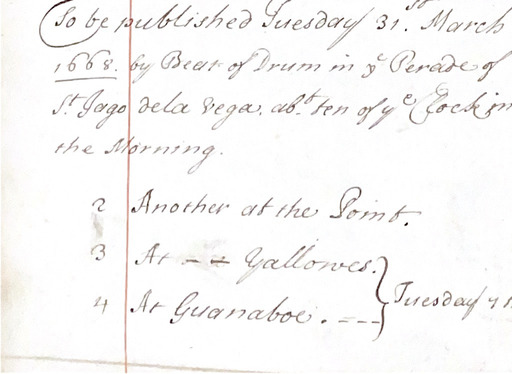 To be published Tuesday 31st. March
1668. by Beat of Drum in ye Perade of
St. Jago dela vega. abt. ten of ye Clock in
the Morning.
2 Another at the Point.
3 At -- Yallowes.
4 At Guanaboe. --- Tuesday 7